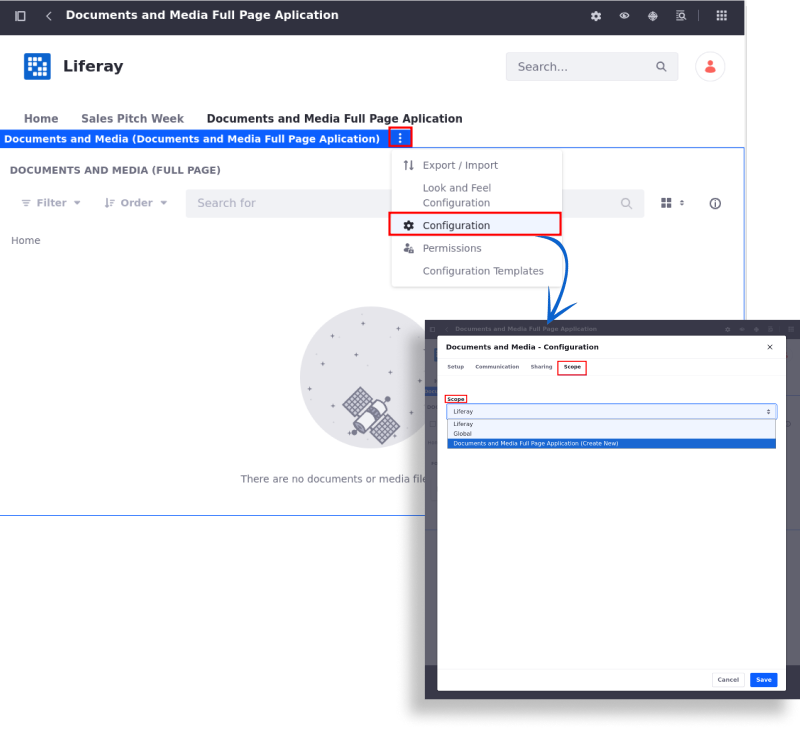 Documents and Media Full Page Aplication
Liferay
Search...
Home Sales Pitch Week Documents and Media Full Page Aplication
Documents and Media (Documents and Media Full Page Aplication)
DOCUMENTS AND MEDIA (FULL PAGE)
Filter Order Search for
Home
Export / Import
Look and Feel
Configuration
Configuration
Permissions
Configuration Templates
There are no documents or media file
Documents and Media Full Page Application
Documents and Media - Configuration
Setup Communication Sharing Scope
Scope
Liferay
Liferay
Global
Documents and Media Full Page Application (Create New)
Cancel Save